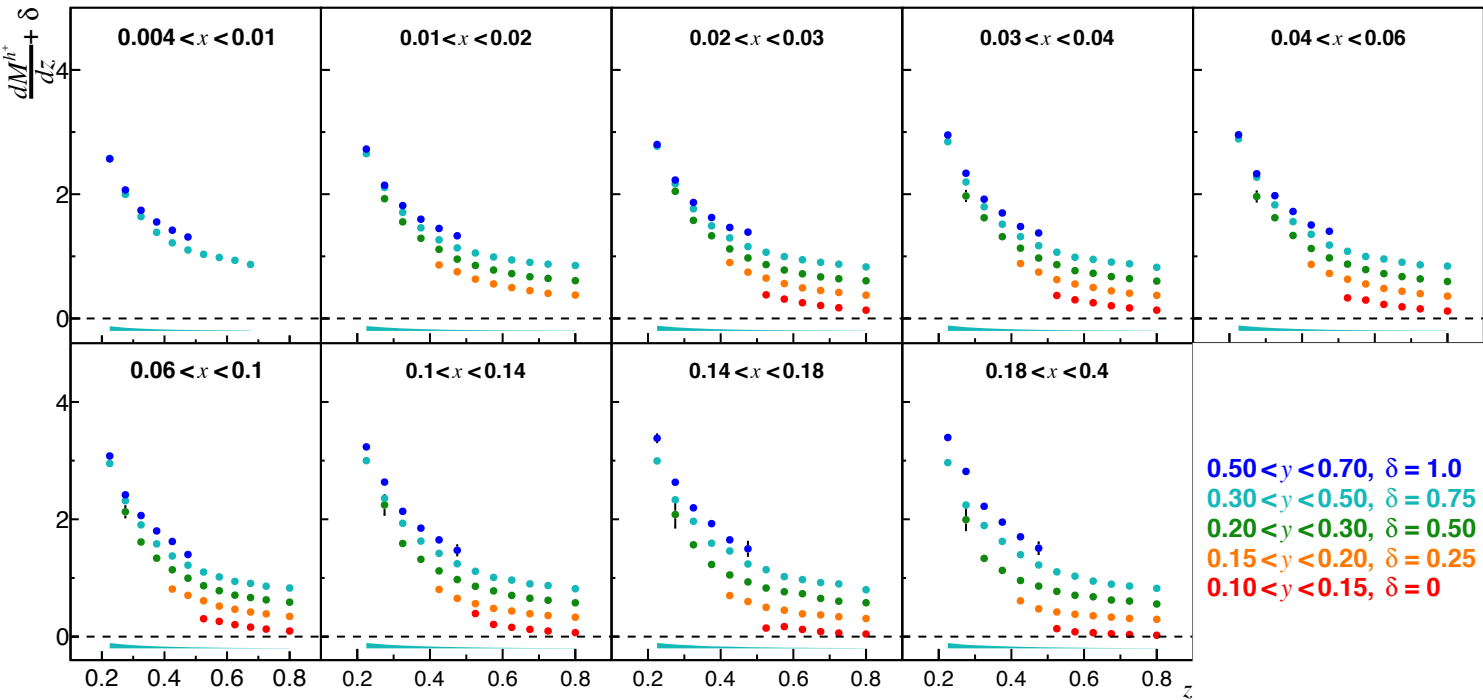 dM^{h^+}/dz + δ
0.004 < x < 0.01
0.01 < x < 0.02
0.02 < x < 0.03
0.03 < x < 0.04
0.04 < x < 0.06
4
2
0
0.06 < x < 0.1
0.1 < x < 0.14
0.14 < x < 0.18
0.18 < x < 0.4
4
2
0
0.50 < y < 0.70, δ = 1.0
0.30 < y < 0.50, δ = 0.75
0.20 < y < 0.30, δ = 0.50
0.15 < y < 0.20, δ = 0.25
0.10 < y < 0.15, δ = 0
0.2 0.4 0.6 0.8 0.2 0.4 0.6 0.8 0.2 0.4 0.6 0.8 0.2 0.4 0.6 0.8 z